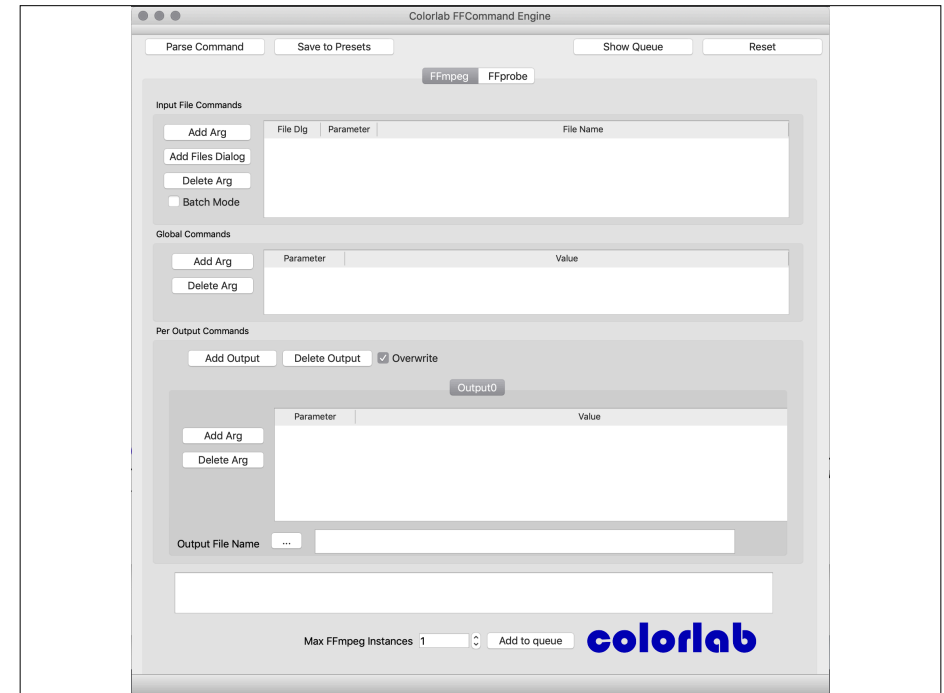 Colorlab FFCommand Engine
Parse Command Save to Presets Show Queue Reset
FFmpeg FFprobe
Input File Commands
Add Arg File Dlg Parameter File Name
Add Files Dialog
Delete Arg
Batch Mode
Global Commands
Add Arg Parameter Value
Delete Arg
Per Output Commands
Add Output Delete Output Overwrite
Output0
Parameter Value
Add Arg
Delete Arg
Output File Name ...
Max FFmpeg Instances 1 Add to queue colorlab